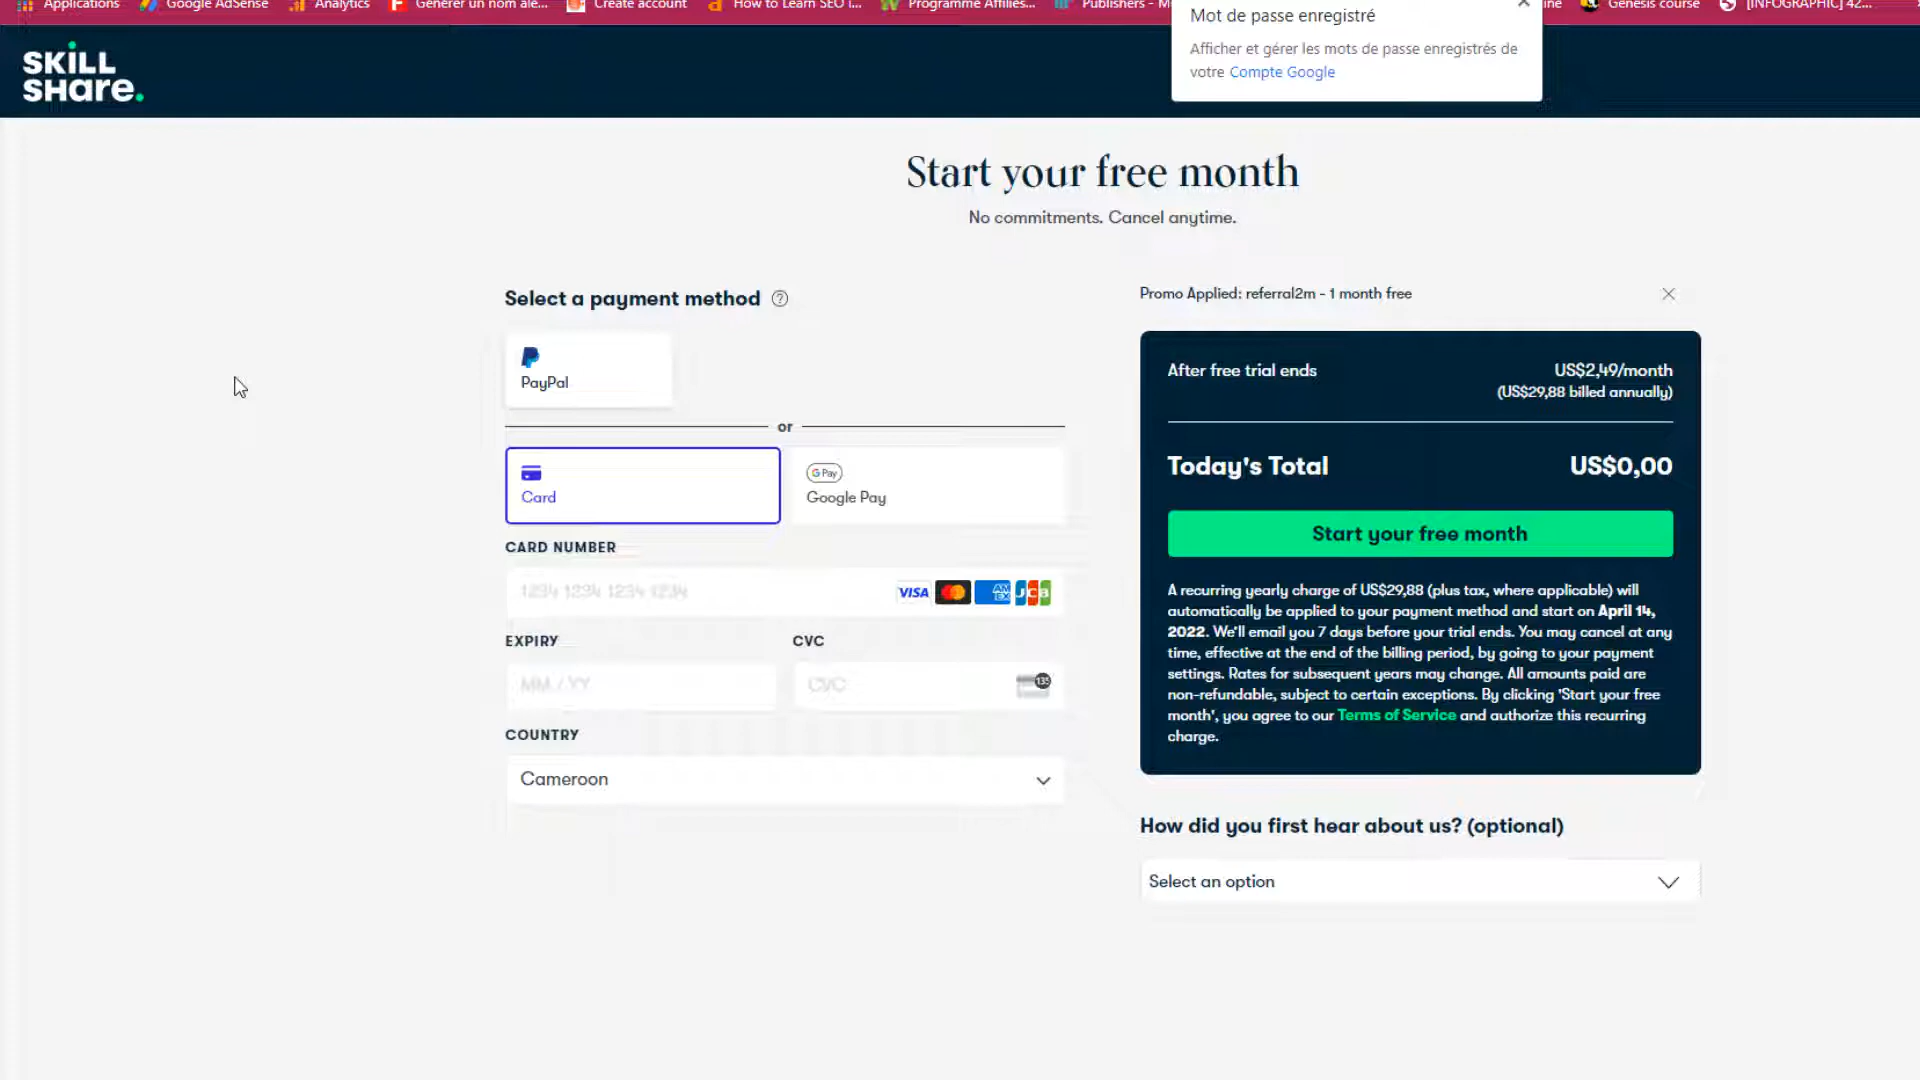 Applications
Google AdSense
Analytics
Générer un nom alé...
Create account
How to Learn SEO i...
Programme Affiliés...
Publishers - M
ine
Genesis course
[INFOGRAPHIC] 42...
Mot de passe enregistré
Afficher et gérer les mots de passe enregistrés de
votre Compte Google
SKILL
SHare.
Start your free month
No commitments. Cancel anytime.
Select a payment method ?
PayPal
or
Card
G Pay
Google Pay
CARD NUMBER
1234 1234 1234 1234
VISA
AM
EX
JCB
EXPIRY
MM / YY
CVC
CVC
135
COUNTRY
Cameroon
Promo Applied: referral2m - 1 month free
After free trial ends
US$2,49/month
(US$29,88 billed annually)
Today's Total
US$0,00
Start your free month
A recurring yearly charge of US$29,88 (plus tax, where applicable) will
automatically be applied to your payment method and start on April 14,
2022. We'll email you 7 days before your trial ends. You may cancel at any
time, effective at the end of the billing period, by going to your payment
settings. Rates for subsequent years may change. All amounts paid are
non-refundable, subject to certain exceptions. By clicking 'Start your free
month', you agree to our Terms of Service and authorize this recurring
charge.
How did you first hear about us? (optional)
Select an option